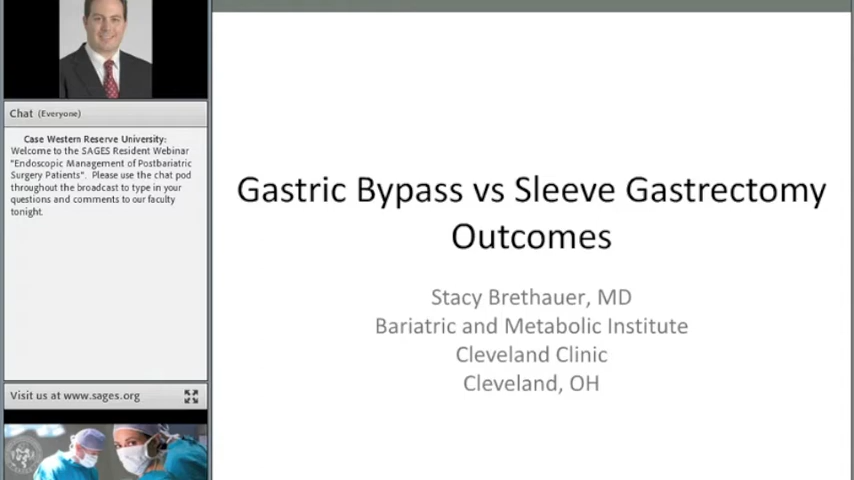 Chat (Everyone)
Case Western Reserve University:
Welcome to the SAGES Resident Webinar
"Endoscopic Management of Postbariatric
Surgery Patients". Please use the chat pod
throughout the broadcast to type in your
questions and comments to our faculty
tonight.
Visit us at www.sages.org
Gastric Bypass vs Sleeve Gastrectomy
Outcomes
Stacy Brethauer, MD
Bariatric and Metabolic Institute
Cleveland Clinic
Cleveland, OH